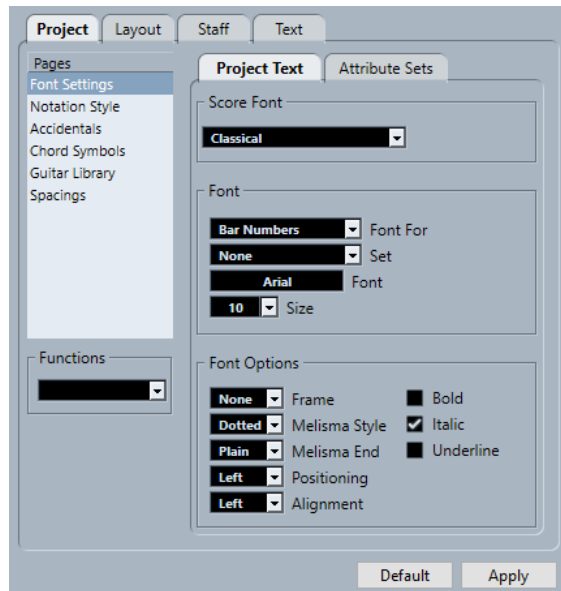 Project Layout Staff Text
Pages
Font Settings
Notation Style
Accidentals
Chord Symbols
Guitar Library
Spacings
Functions
Project Text Attribute Sets
Score Font
Classical
Font
Bar Numbers Font For
None Set
Arial Font
10 Size
Font Options
None Frame Bold
Dotted Melisma Style Italic
Plain Melisma End Underline
Left Positioning
Left Alignment
Default Apply